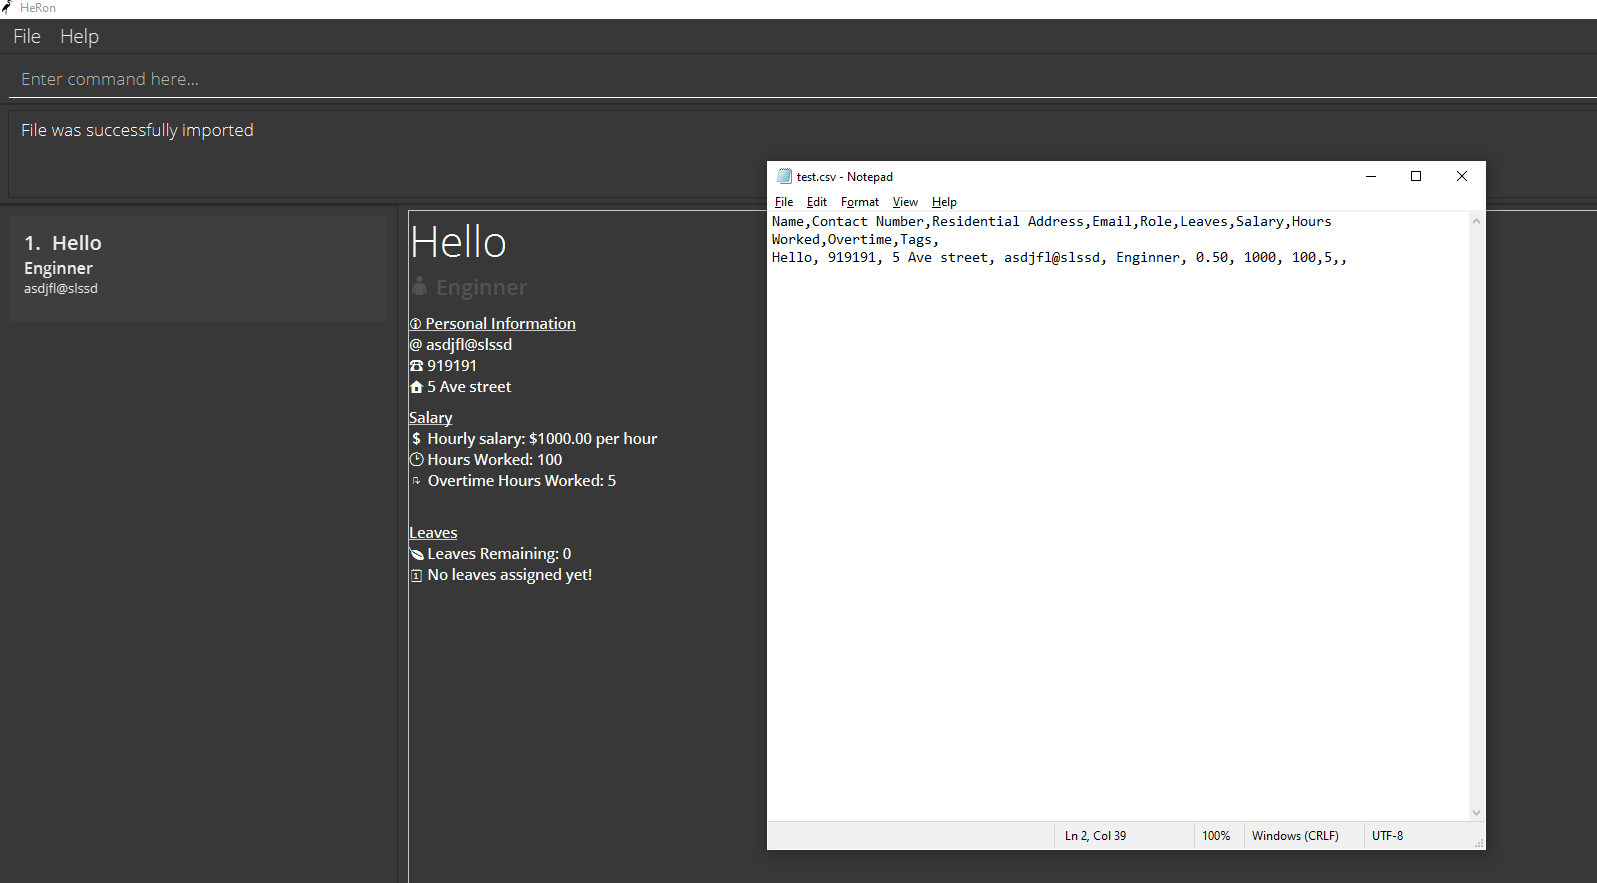 HeRon
File Help
Enter command here...
File was successfully imported
1. Hello
Enginner
asdjfl@slssd
Hello
Enginner
Personal Information
@ asdjfl@slssd
919191
5 Ave street
Salary
$ Hourly salary: $1000.00 per hour
Hours Worked: 100
Overtime Hours Worked: 5
Leaves
Leaves Remaining: 0
1 No leaves assigned yet!
test.csv - Notepad
File Edit Format View Help
Name,Contact Number,Residential Address,Email,Role,Leaves,Salary,Hours
Worked,Overtime,Tags,
Hello, 919191, 5 Ave street, asdjfl@slssd, Enginner, 0.50, 1000, 100,5,,
Ln 2, Col 39 100% Windows (CRLF) UTF-8